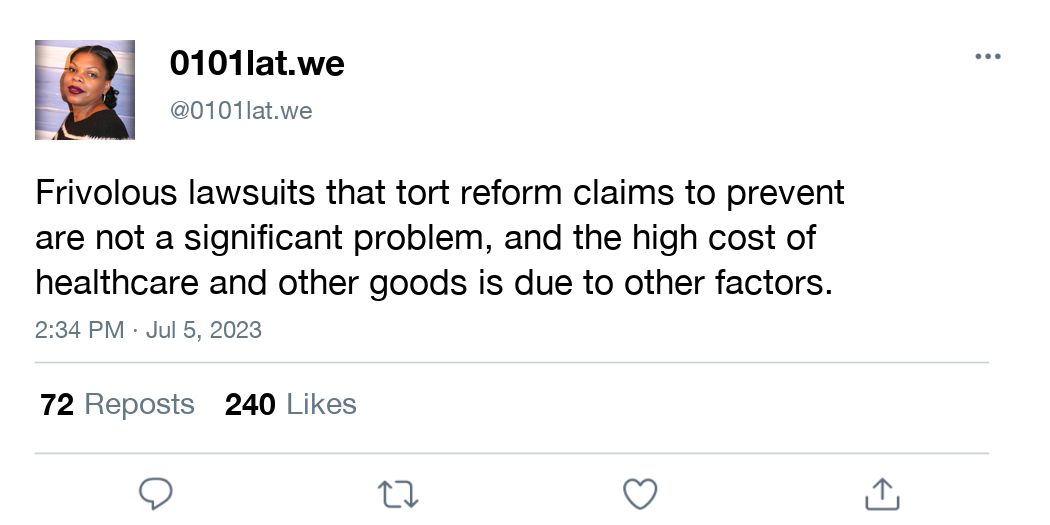 0101lat.we
@0101lat.we
Frivolous lawsuits that tort reform claims to prevent
are not a significant problem, and the high cost of
healthcare and other goods is due to other factors.
2:34 PM · Jul 5, 2023
72 Reposts 240 Likes